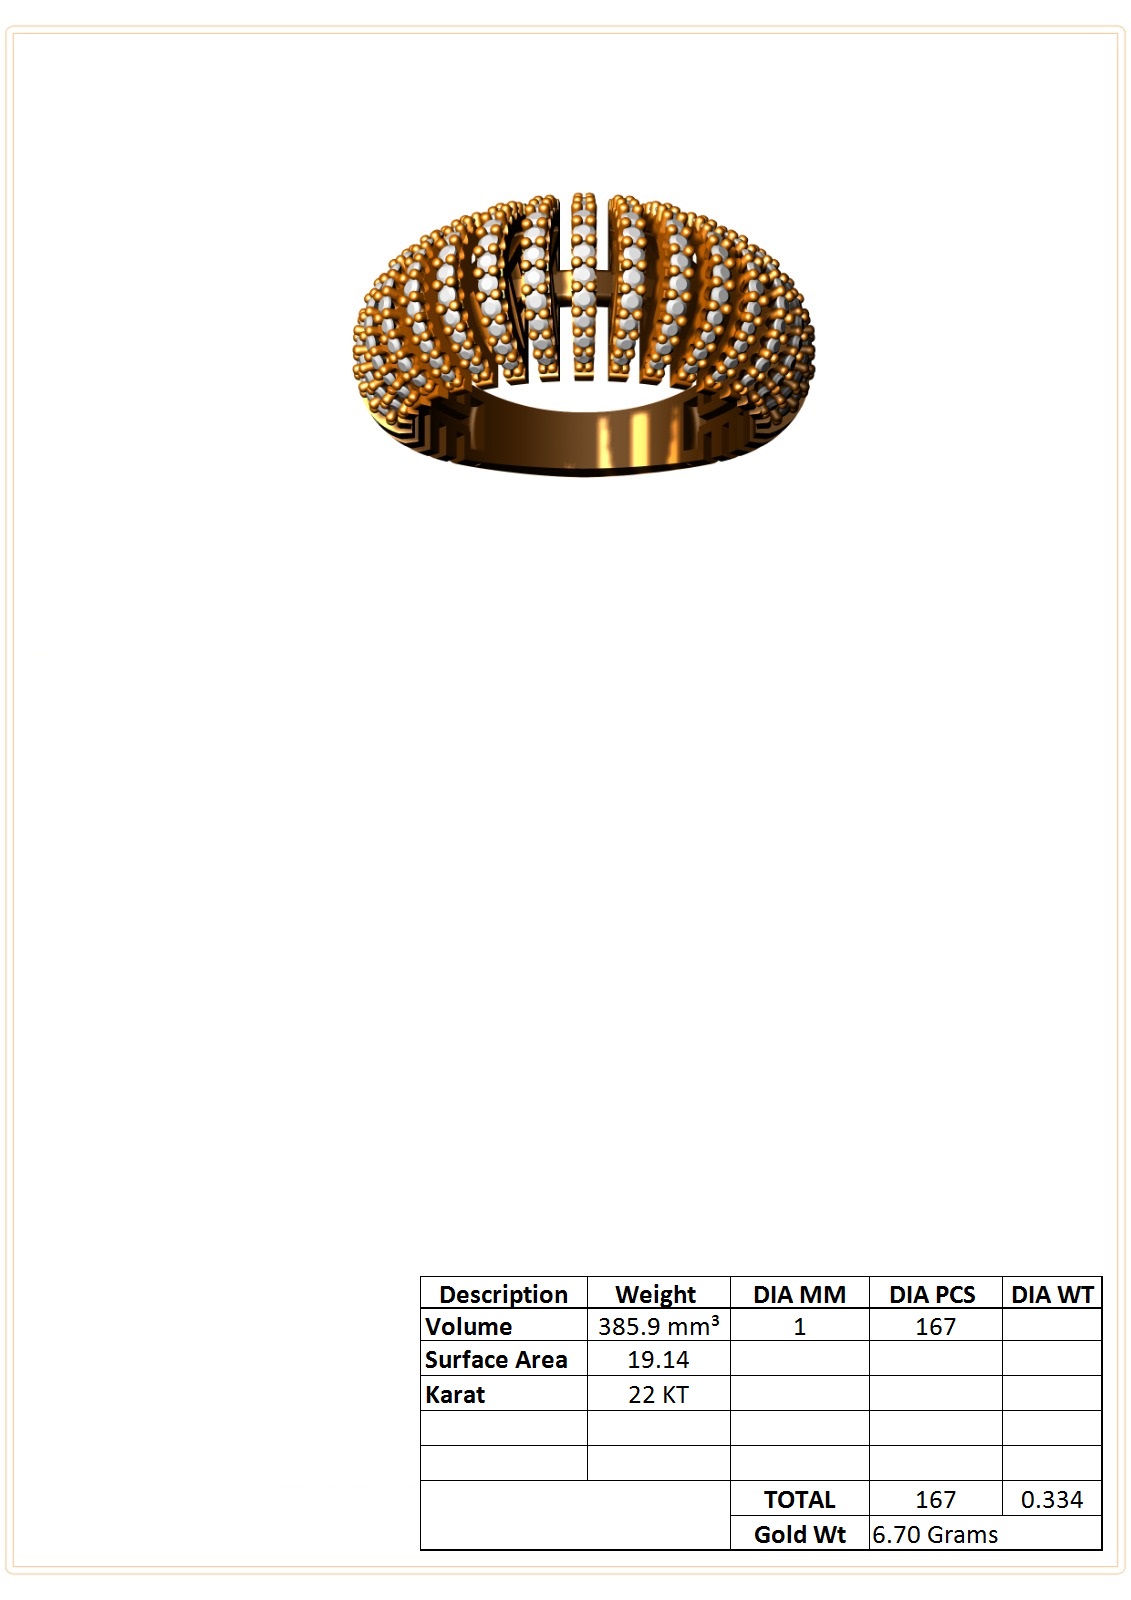 Description Weight DIA MM DIA PCS DIA WT
Volume 385.9 mm³ 1 167
Surface Area 19.14
Karat 22 KT
TOTAL 167 0.334
Gold Wt 6.70 Grams